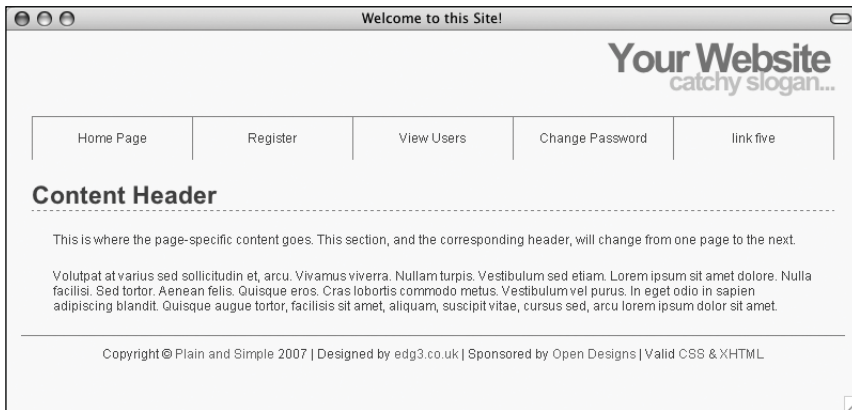 Welcome to this Site!
Your Website
catchy slogan...
Home Page
Register
View Users
Change Password
link five
Content Header
This is where the page-specific content goes. This section, and the corresponding header, will change from one page to the next.
Volutpat at varius sed sollicitudin et, arcu. Vivamus viverra. Nullam turpis. Vestibulum sed etiam. Lorem ipsum sit amet dolore. Nulla
facilisi. Sed tortor. Aenean felis. Quisque eros. Cras lobortis commodo metus. Vestibulum vel purus. In eget odio in sapien
adipiscing blandit. Quisque augue tortor, facilisis sit amet, aliquam, suscipit vitae, cursus sed, arcu lorem ipsum dolor sit amet.
Copyright © Plain and Simple 2007 | Designed by edg3.co.uk | Sponsored by Open Designs | Valid CSS & XHTML